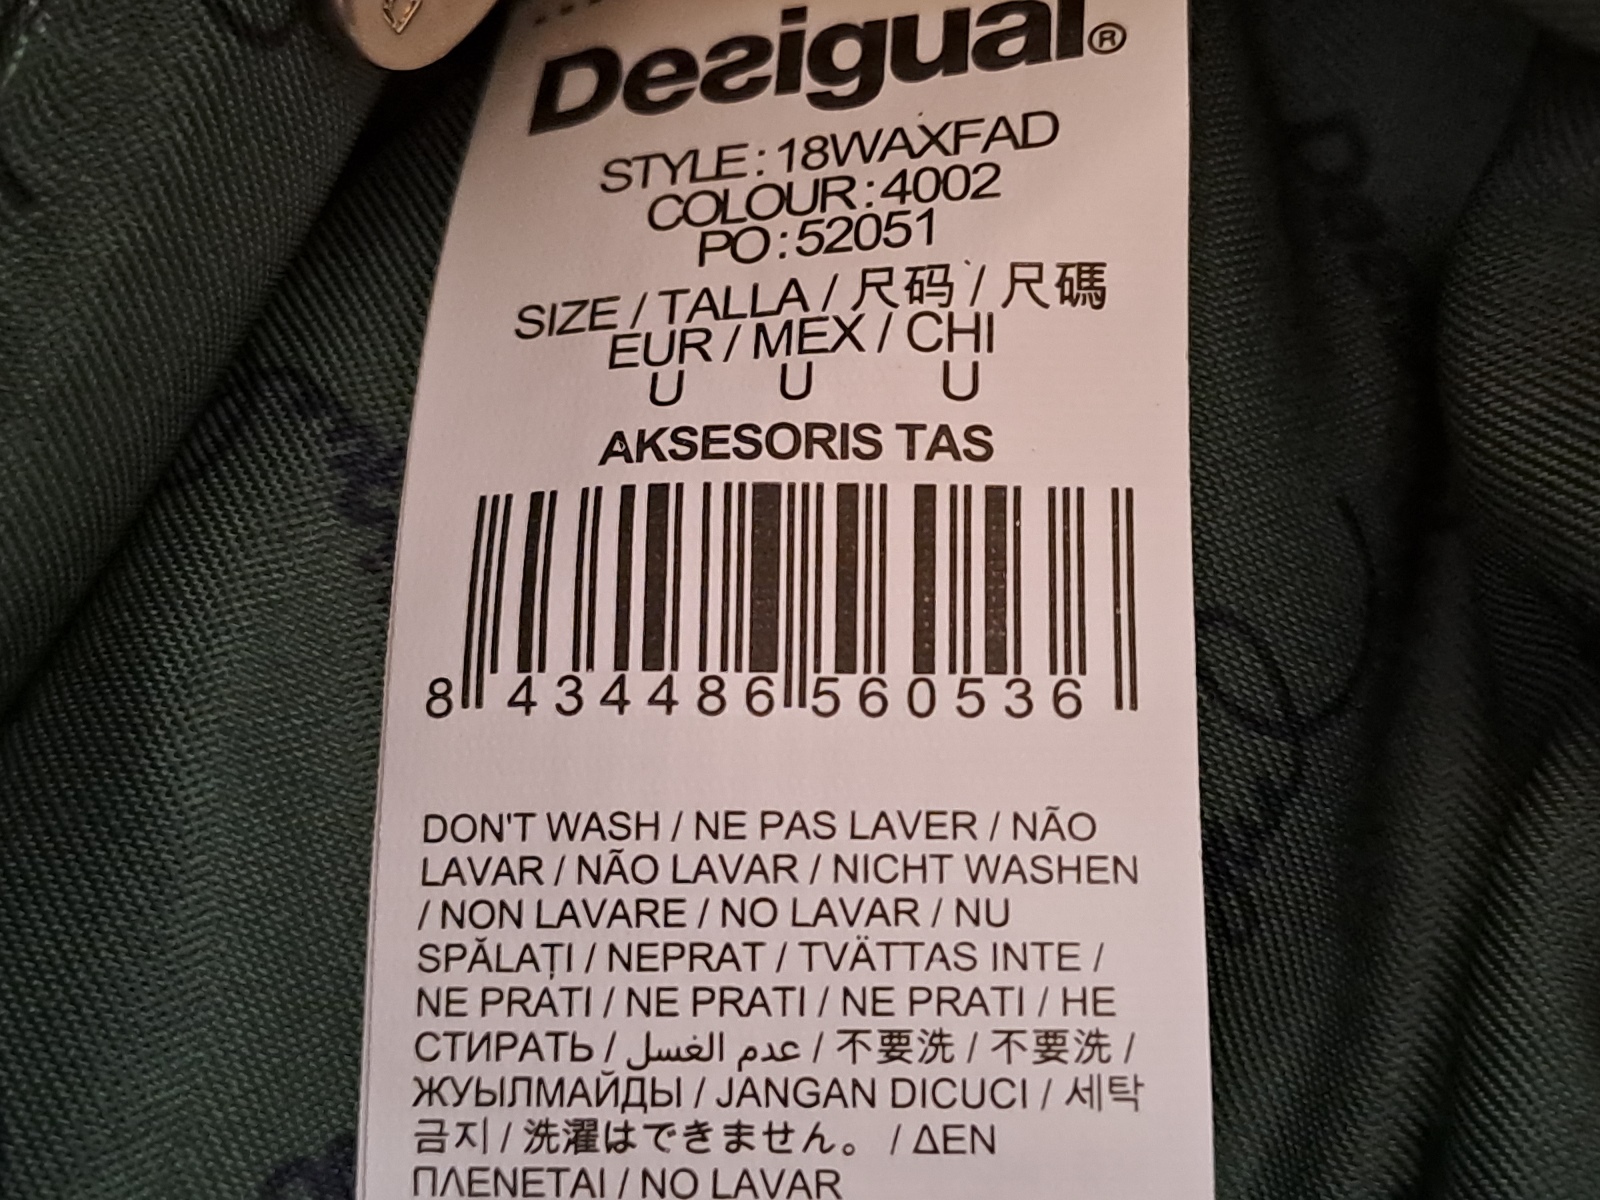 Desigual®
STYLE:18WAXFAD
COLOUR:4002
PO:52051
SIZE / TALLA / 尺码 / 尺碼
EUR / MEX / CHI
U U U
AKSESORIS TAS
8 434486 560536
DON'T WASH / NE PAS LAVER / NÃO
LAVAR / NÃO LAVAR / NICHT WASHEN
/ NON LAVARE / NO LAVAR / NU
SPĂLAȚI / NEPRAT / TVÄTTAS INTE /
NE PRATI / NE PRATI / NE PRATI / НЕ
СТИРАТЬ / عدم الغسل / 不要洗 / 不要洗 /
ЖУЫЛМАЙДЫ / JANGAN DICUCI / 세탁
금지 / 洗濯はできません。 / ΔΕΝ
ΠΛΕΝΕΤΑΙ / NO LAVAR